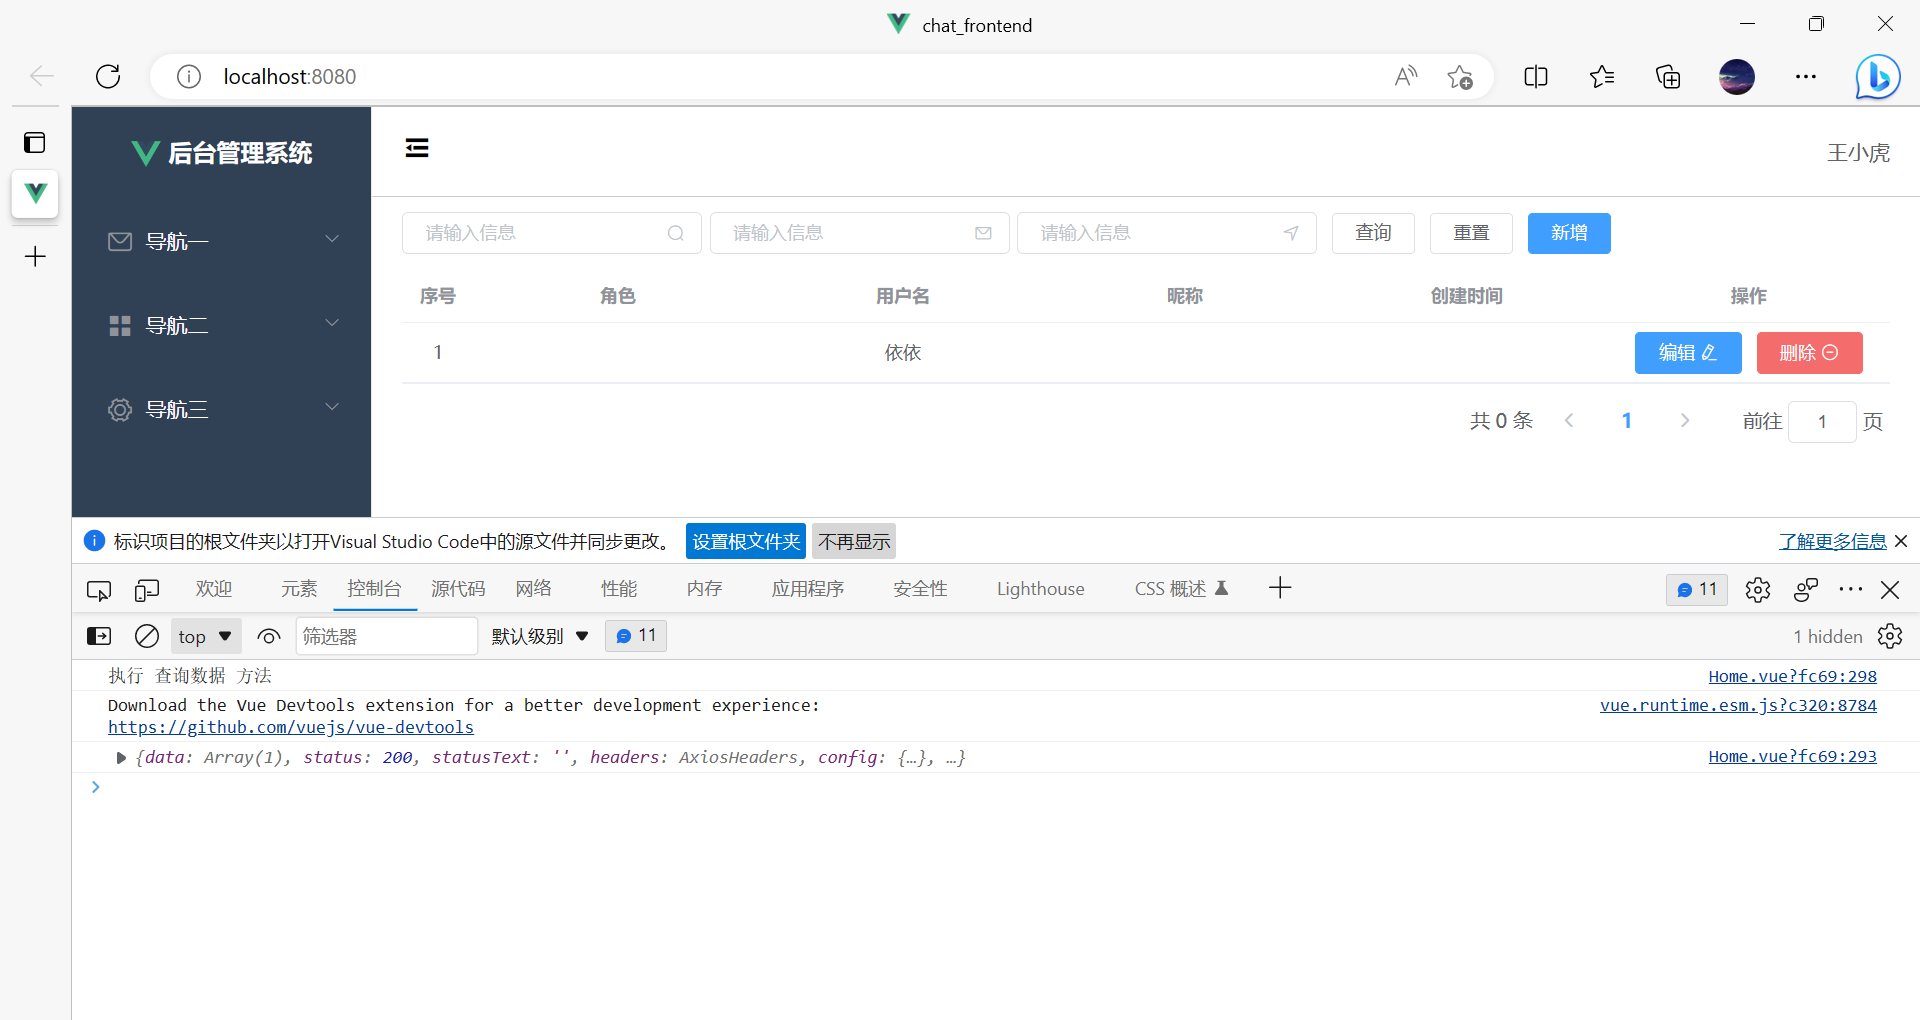 chat_frontend
localhost:8080
后台管理系统
王小虎
导航一
导航二
导航三
请输入信息 请输入信息 请输入信息 查询 重置 新增
序号 角色 用户名 昵称 创建时间 操作
1 依依 编辑 删除
共 0 条 1 前往 1 页
标识项目的根文件夹以打开Visual Studio Code中的源文件并同步更改。 设置根文件夹 不再显示 了解更多信息
欢迎 元素 控制台 源代码 网络 性能 内存 应用程序 安全性 Lighthouse CSS 概述 11
top 筛选器 默认级别 11 1 hidden
执行 查询数据 方法 Home.vue?fc69:298
Download the Vue Devtools extension for a better development experience: vue.runtime.esm.js?c320:8784
https://github.com/vuejs/vue-devtools
{data: Array(1), status: 200, statusText: '', headers: AxiosHeaders, config: {…}, …} Home.vue?fc69:293